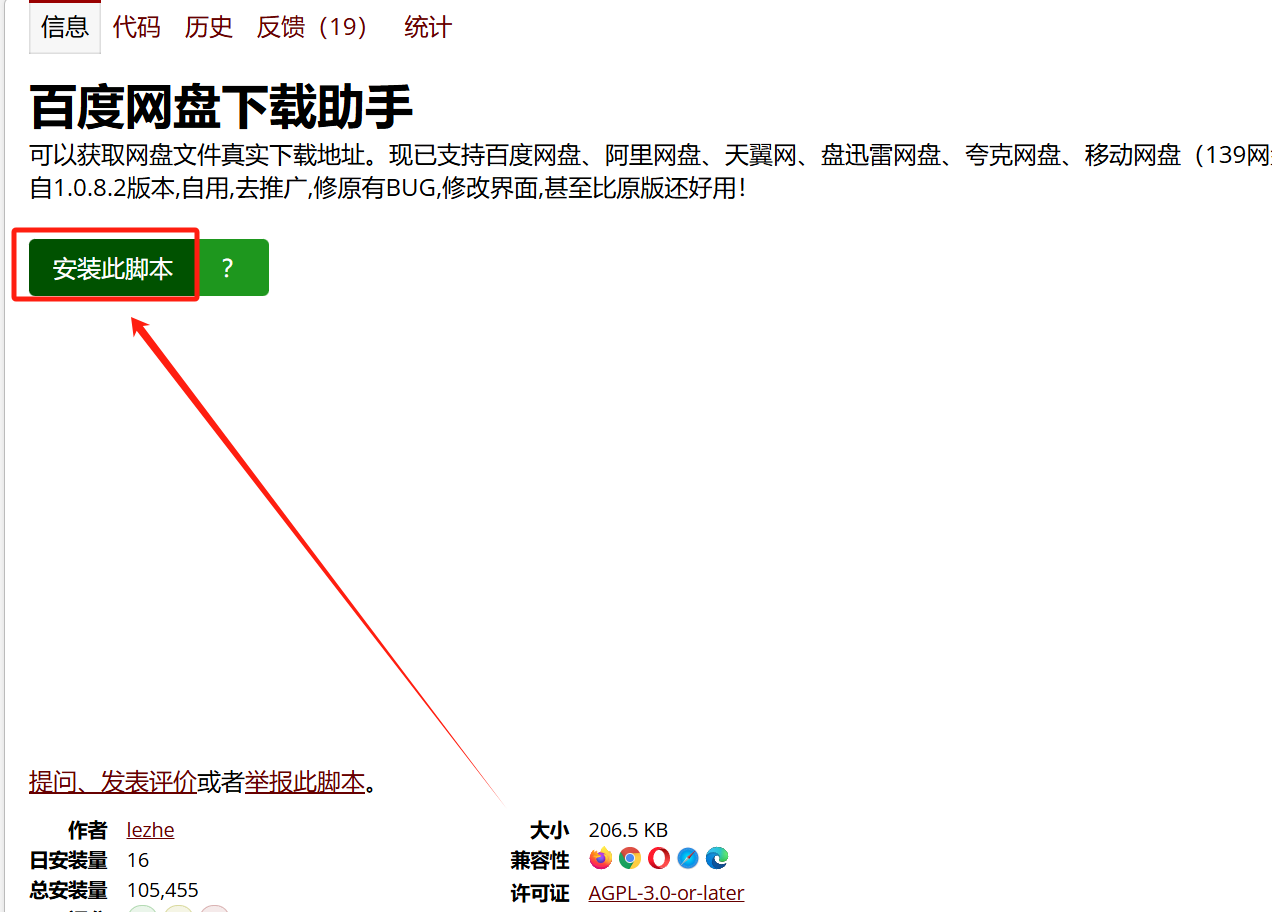 信息 代码 历史 反馈（19） 统计
百度网盘下载助手
可以获取网盘文件真实下载地址。现已支持百度网盘、阿里网盘、天翼网、盘迅雷网盘、夸克网盘、移动网盘（139网
自1.0.8.2版本,自用,去推广,修原有BUG,修改界面,甚至比原版还好用！
安装此脚本 ?
提问、发表评价或者举报此脚本。
作者 lezhe 大小 206.5 KB
日安装量 16 兼容性
总安装量 105,455 许可证 AGPL-3.0-or-later